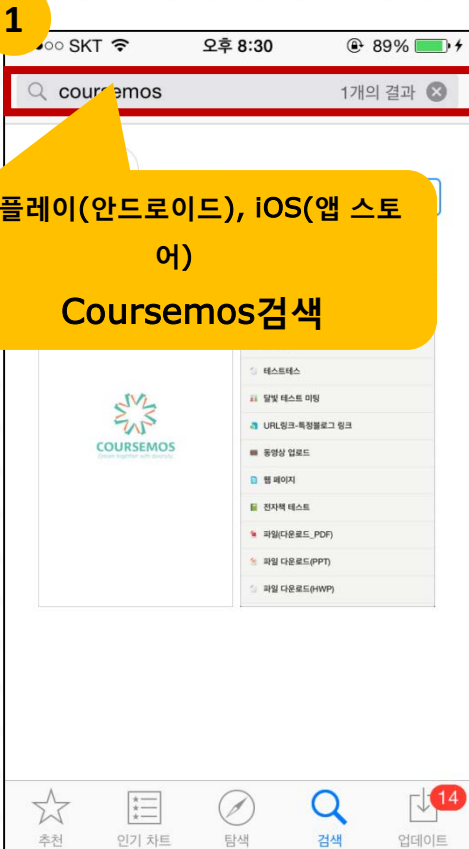 1
SKT 오후 8:30 89%
coursemos 1개의 결과
플레이(안드로이드), iOS(앱 스토
어)
Coursemos검색
COURSEMOS
테스트테스
달빛 테스트 미팅
URL링크-특정블로그 링크
동영상 업로드
웹 페이지
전자책 테스트
파일(다운로드_PDF)
파일 다운로드(PPT)
파일 다운로드(HWP)
14
추천 인기 차트 탐색 검색 업데이트